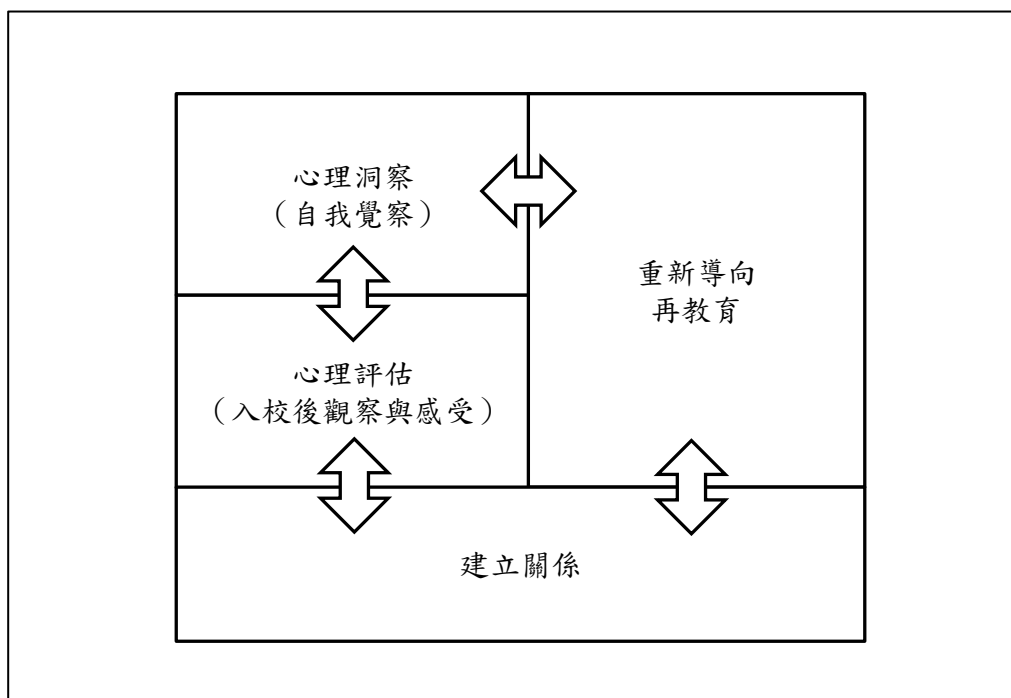 心理洞察
（自我覺察）
重新導向
再教育
心理評估
（入校後觀察與感受）
建立關係